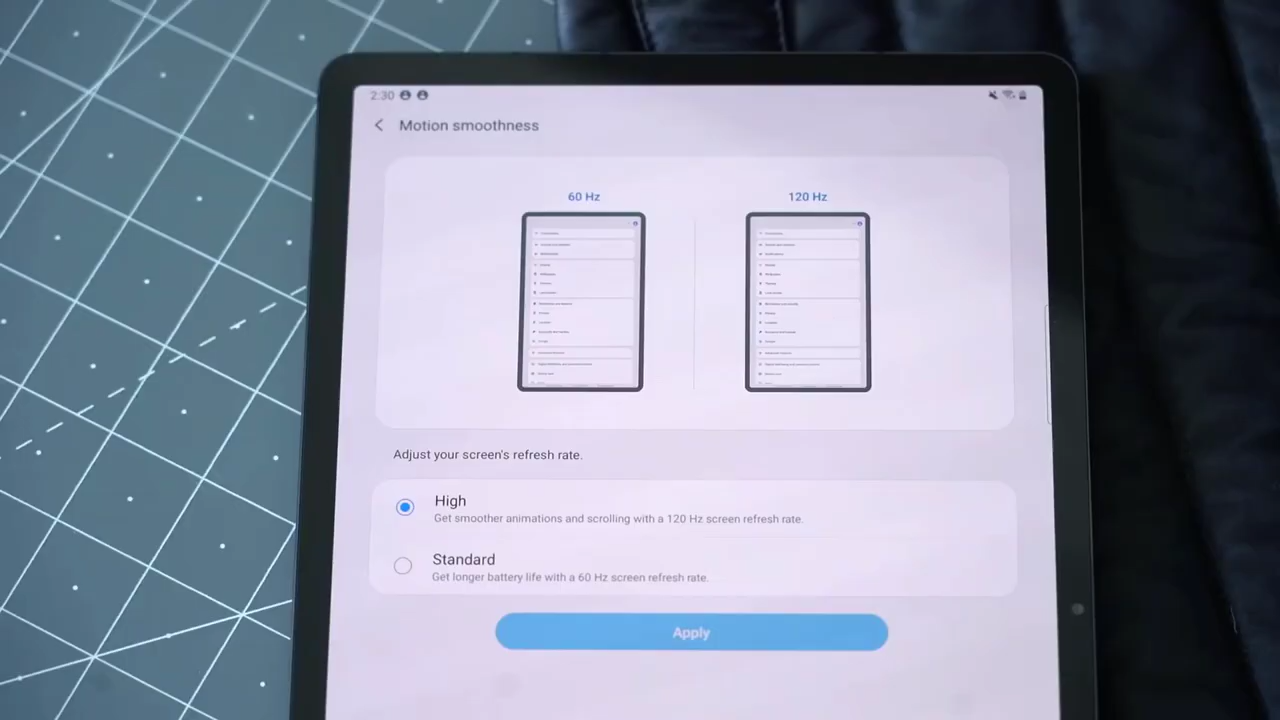 2:30
Motion smoothness
60 Hz
120 Hz
Adjust your screen's refresh rate.
High
Get smoother animations and scrolling with a 120 Hz screen refresh rate.
Standard
Get longer battery life with a 60 Hz screen refresh rate.
Apply